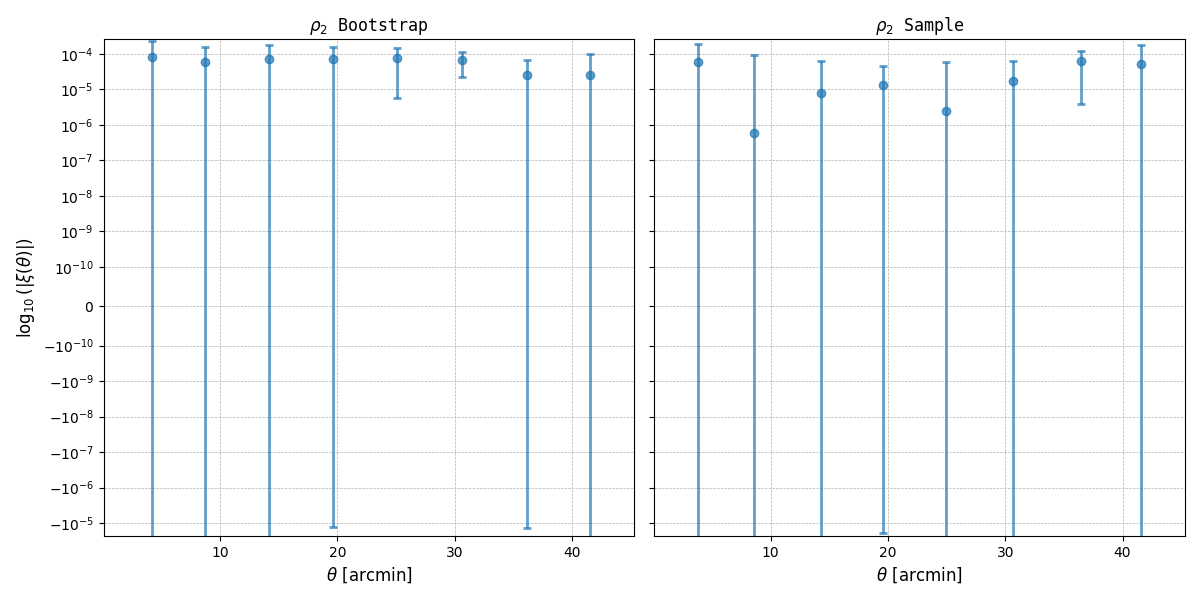 ρ₂ Bootstrap
ρ₂ Sample
10⁻⁴
10⁻⁵
10⁻⁶
10⁻⁷
10⁻⁸
10⁻⁹
10⁻¹⁰
0
−10⁻¹⁰
−10⁻⁹
−10⁻⁸
−10⁻⁷
−10⁻⁶
−10⁻⁵
log₁₀(|ξ(θ)|)
10 20 30 40
10 20 30 40
θ [arcmin]
θ [arcmin]